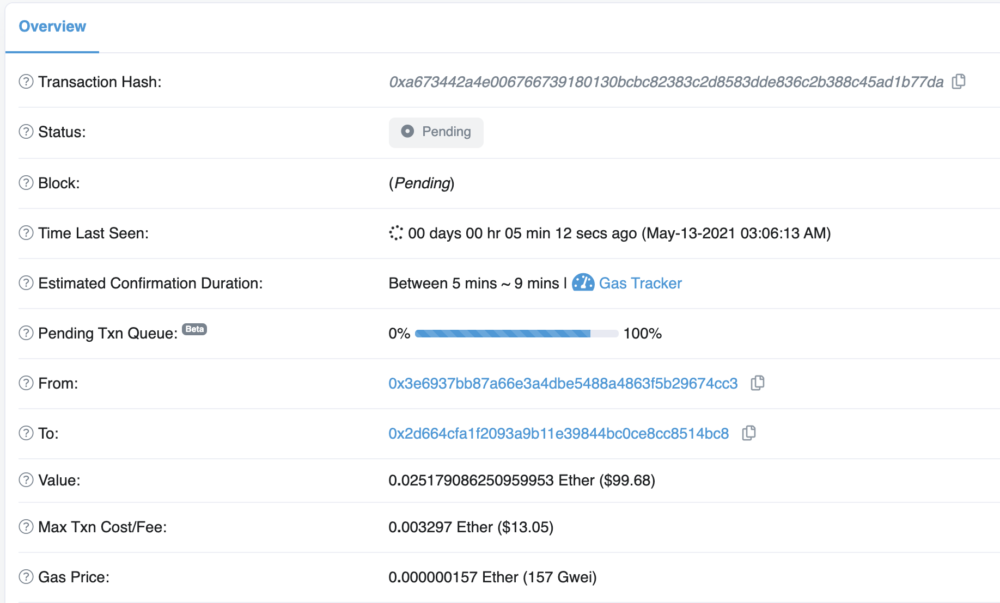 Overview
Transaction Hash: 0xa673442a4e006766739180130bcbc82383c2d8583dde836c2b388c45ad1b77da
Status: Pending
Block: (Pending)
Time Last Seen: 00 days 00 hr 05 min 12 secs ago (May-13-2021 03:06:13 AM)
Estimated Confirmation Duration: Between 5 mins ~ 9 mins | Gas Tracker
Pending Txn Queue: Beta 0% 100%
From: 0x3e6937bb87a66e3a4dbe5488a4863f5b29674cc3
To: 0x2d664cfa1f2093a9b11e39844bc0ce8cc8514bc8
Value: 0.025179086250959953 Ether ($99.68)
Max Txn Cost/Fee: 0.003297 Ether ($13.05)
Gas Price: 0.000000157 Ether (157 Gwei)